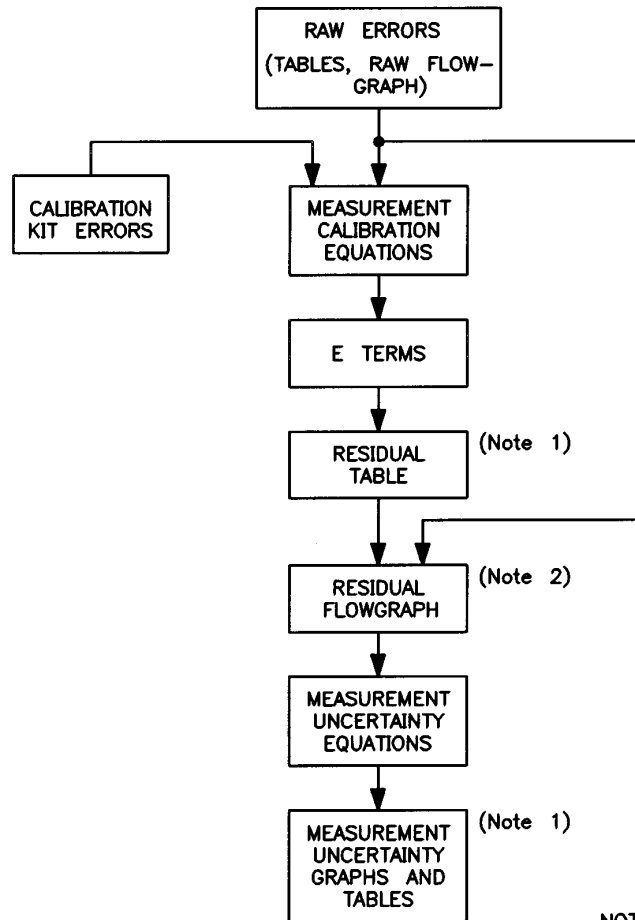 RAW ERRORS
(TABLES, RAW FLOW-
GRAPH)
CALIBRATION
KIT ERRORS
MEASUREMENT
CALIBRATION
EQUATIONS
E TERMS
RESIDUAL
TABLE
(Note 1)
RESIDUAL
FLOWGRAPH
(Note 2)
MEASUREMENT
UNCERTAINTY
EQUATIONS
MEASUREMENT
UNCERTAINTY
GRAPHS AND
TABLES
(Note 1)